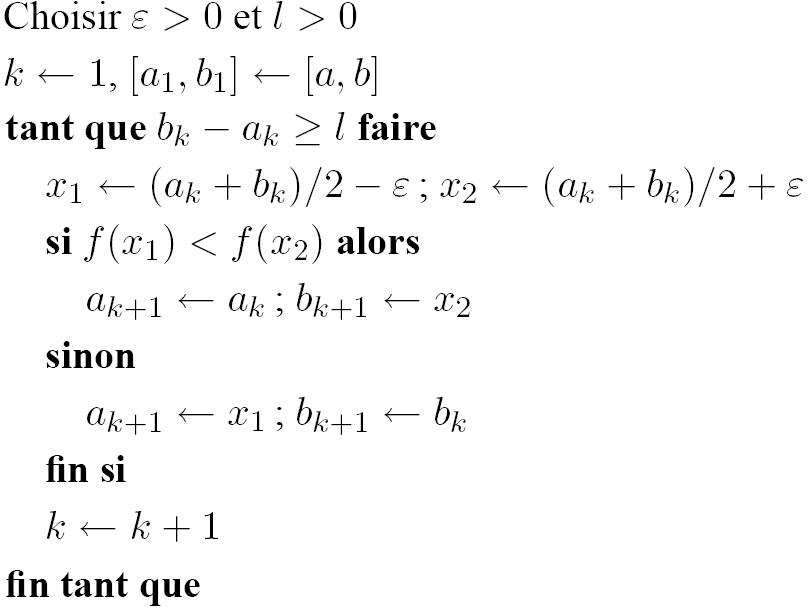 Choisir ε > 0 et l > 0
k ← 1, [a₁, b₁] ← [a, b]
tant que bₖ − aₖ ≥ l faire
x₁ ← (aₖ + bₖ)/2 − ε ; x₂ ← (aₖ + bₖ)/2 + ε
si f(x₁) < f(x₂) alors
aₖ₊₁ ← aₖ ; bₖ₊₁ ← x₂
sinon
aₖ₊₁ ← x₁ ; bₖ₊₁ ← bₖ
fin si
k ← k + 1
fin tant que